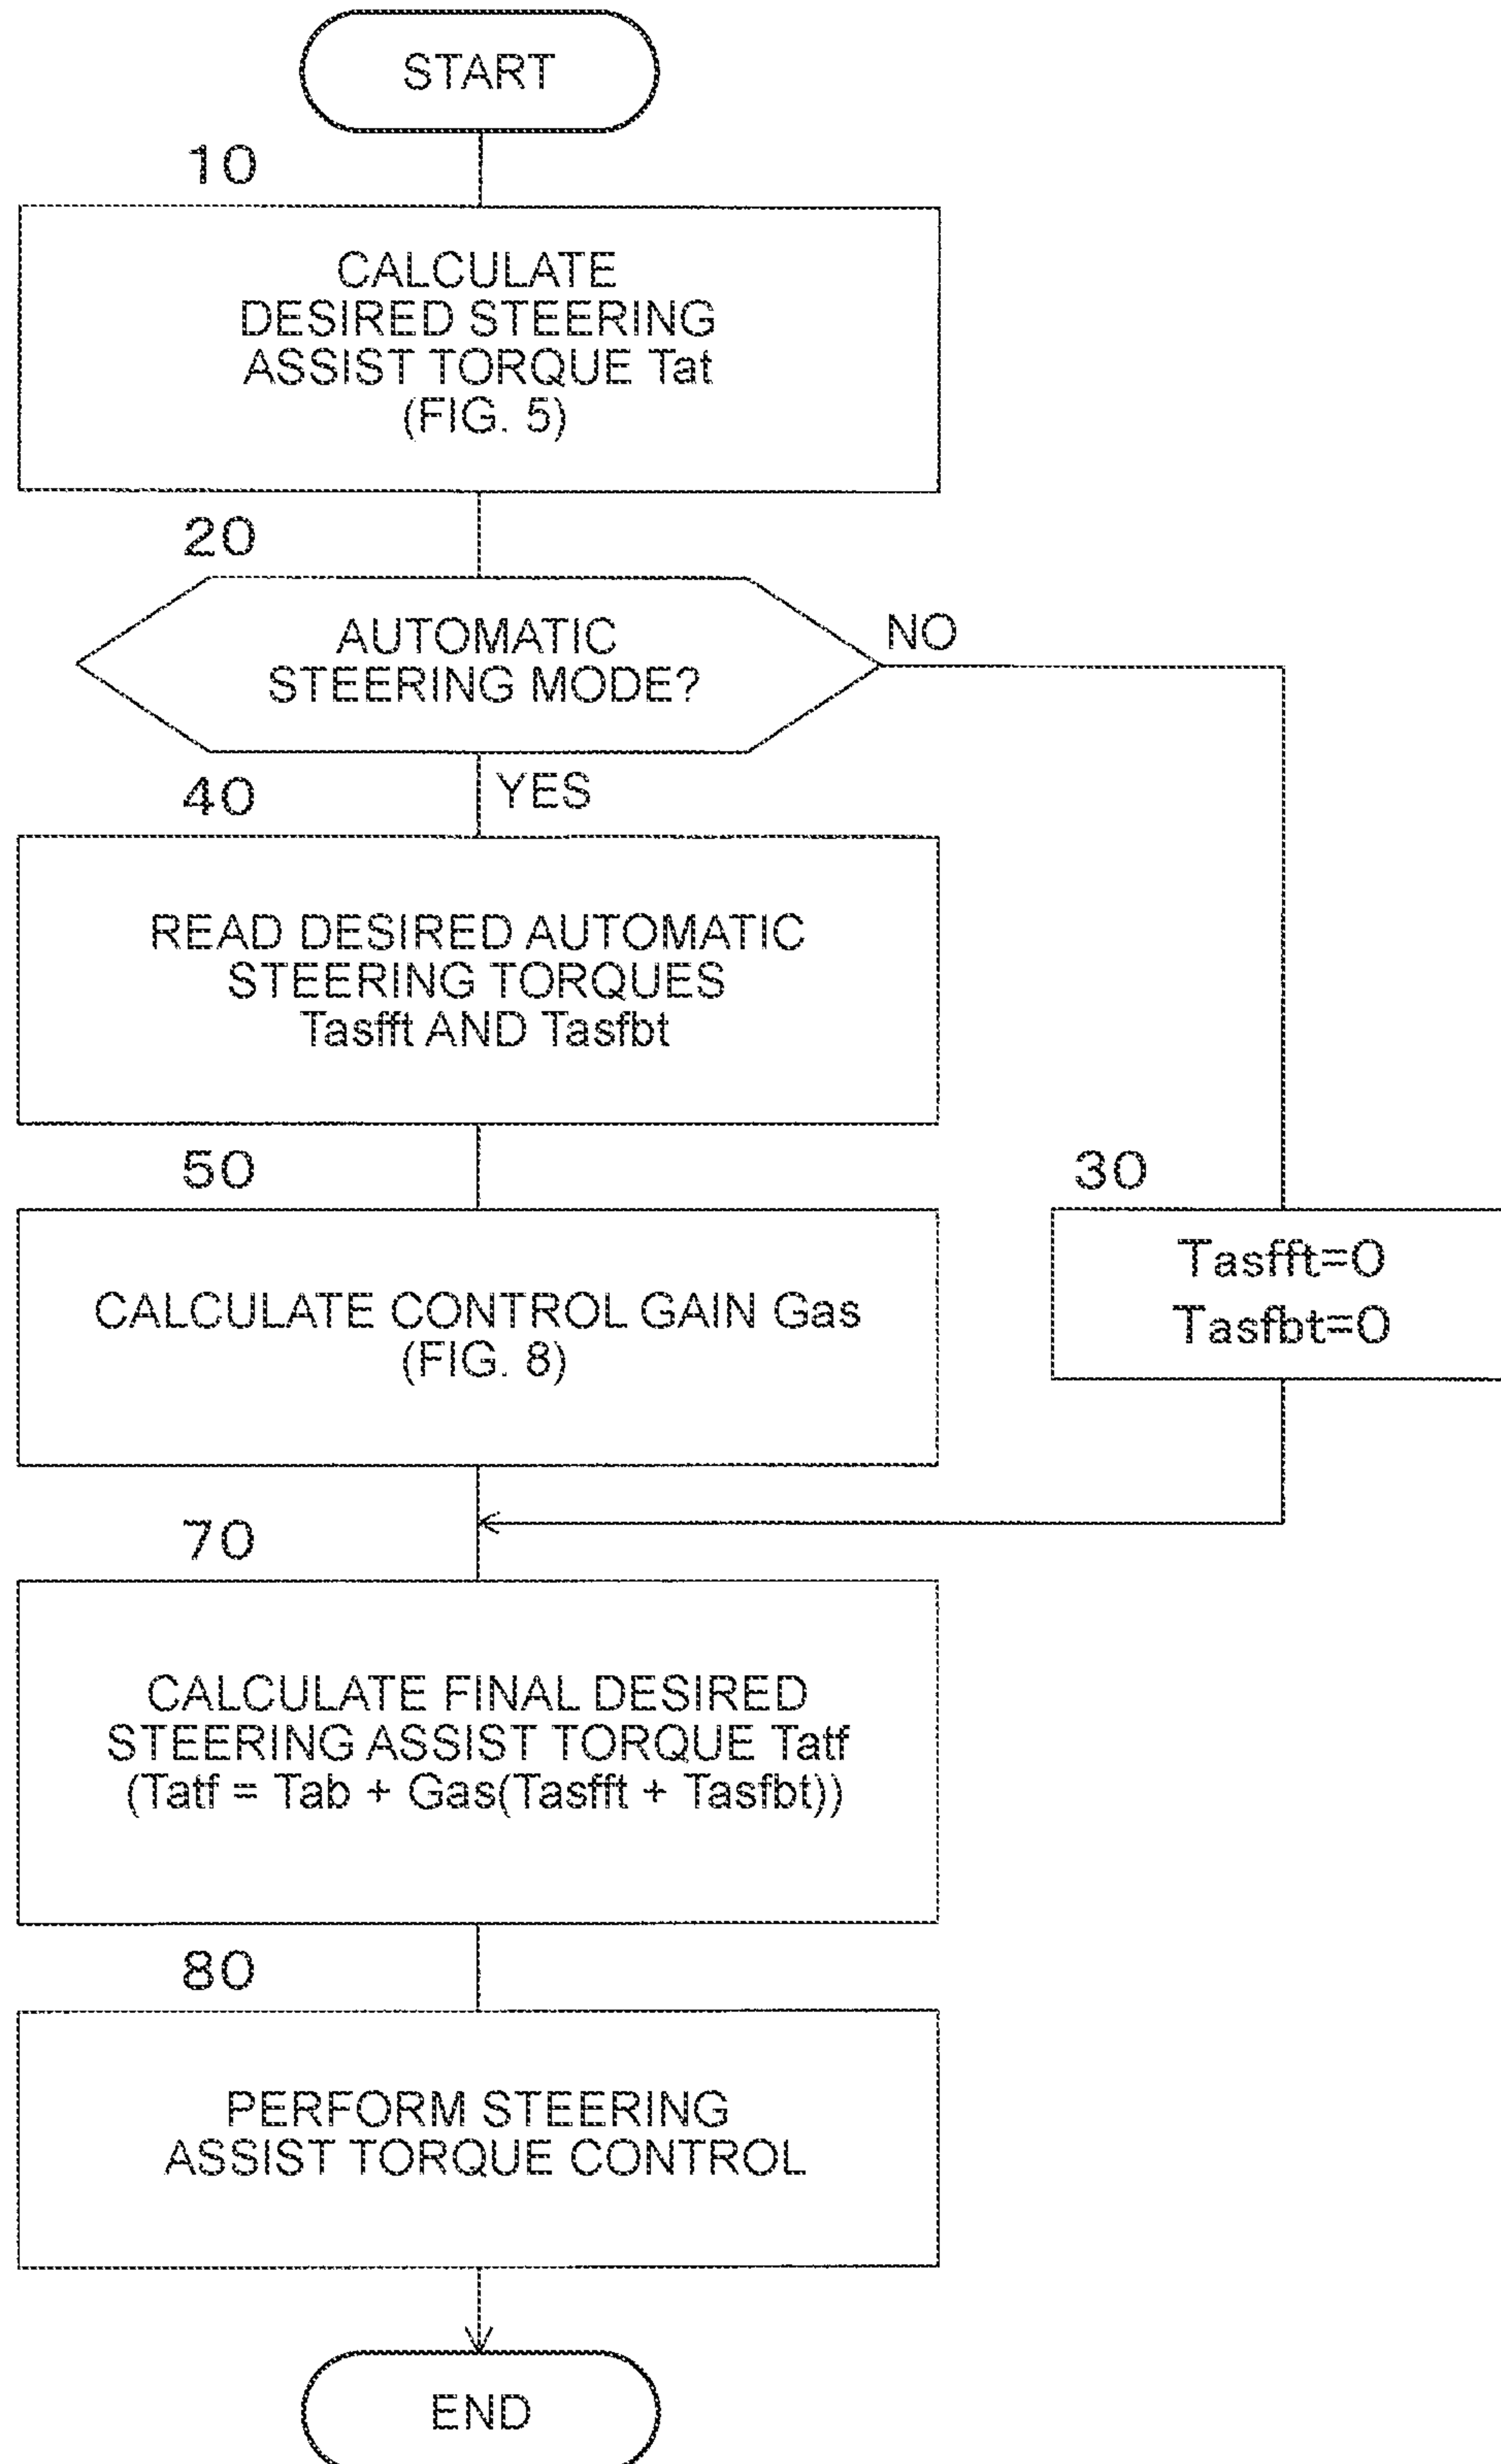 START
10
CALCULATE
DESIRED STEERING
ASSIST TORQUE Tat
(FIG. 5)
20
AUTOMATIC
STEERING MODE?
NO
YES
40
READ DESIRED AUTOMATIC
STEERING TORQUES
Tasfft AND Tasfbt
50
CALCULATE CONTROL GAIN Gas
(FIG. 8)
30
Tasfft=0
Tasfbt=0
70
CALCULATE FINAL DESIRED
STEERING ASSIST TORQUE Tatf
(Tatf = Tab + Gas(Tasfft + Tasfbt))
80
PERFORM STEERING
ASSIST TORQUE CONTROL
END